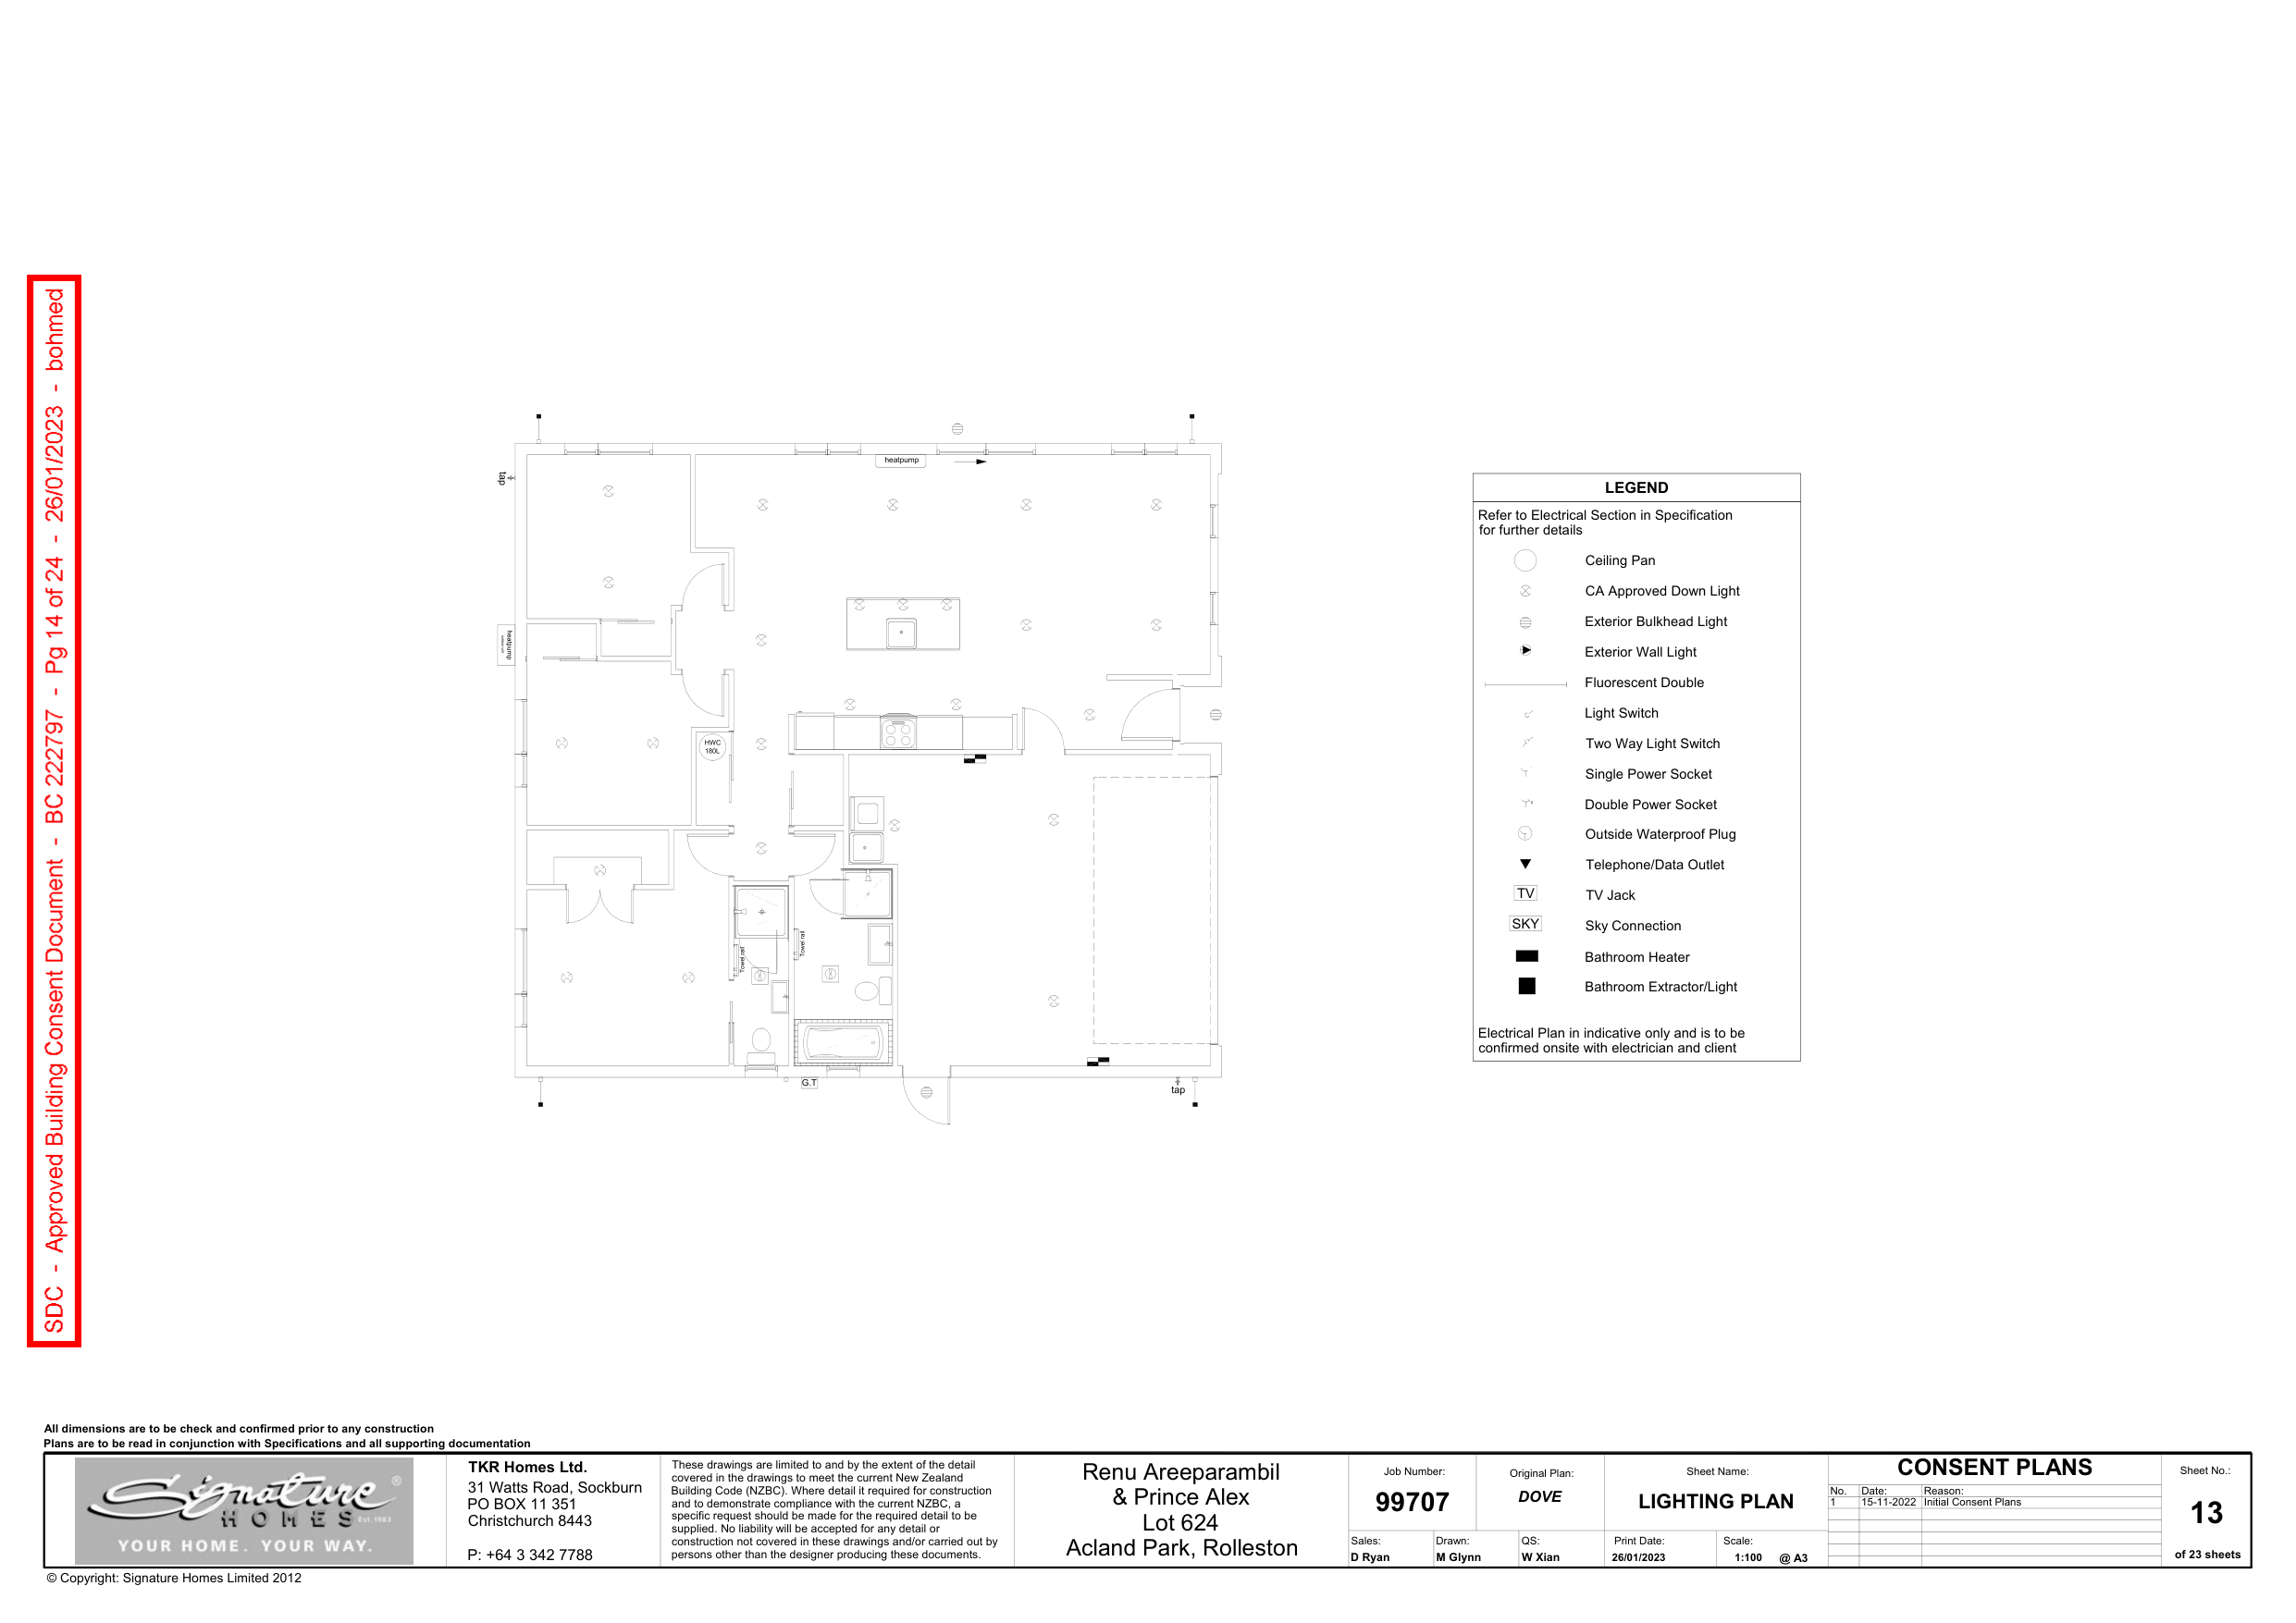 SDC - Approved Building Consent Document - BC 222797 - Pg 14 of 24 - 26/01/2023 - bohmed
tap
heatpump
heatpump
HWC
180L
Towel rail
Towel rail
G.T
tap
LEGEND
Refer to Electrical Section in Specification
for further details
Ceiling Pan
CA Approved Down Light
Exterior Bulkhead Light
Exterior Wall Light
Fluorescent Double
Light Switch
Two Way Light Switch
Single Power Socket
Double Power Socket
Outside Waterproof Plug
Telephone/Data Outlet
TV TV Jack
SKY Sky Connection
Bathroom Heater
Bathroom Extractor/Light
Electrical Plan in indicative only and is to be
confirmed onsite with electrician and client
All dimensions are to be check and confirmed prior to any construction
Plans are to be read in conjunction with Specifications and all supporting documentation
Signature ®
HOMES Est. 1983
YOUR HOME. YOUR WAY.
TKR Homes Ltd.
31 Watts Road, Sockburn
PO BOX 11 351
Christchurch 8443
P: +64 3 342 7788
These drawings are limited to and by the extent of the detail
covered in the drawings to meet the current New Zealand
Building Code (NZBC). Where detail it required for construction
and to demonstrate compliance with the current NZBC, a
specific request should be made for the required detail to be
supplied. No liability will be accepted for any detail or
construction not covered in these drawings and/or carried out by
persons other than the designer producing these documents.
Renu Areeparambil
& Prince Alex
Lot 624
Acland Park, Rolleston
Job Number:
99707
Original Plan:
DOVE
Sales:
D Ryan
Drawn:
M Glynn
QS:
W Xian
Sheet Name:
LIGHTING PLAN
Print Date:
26/01/2023
Scale:
1:100 @ A3
CONSENT PLANS
No. Date: Reason:
1 15-11-2022 Initial Consent Plans
Sheet No.:
13
of 23 sheets
© Copyright: Signature Homes Limited 2012